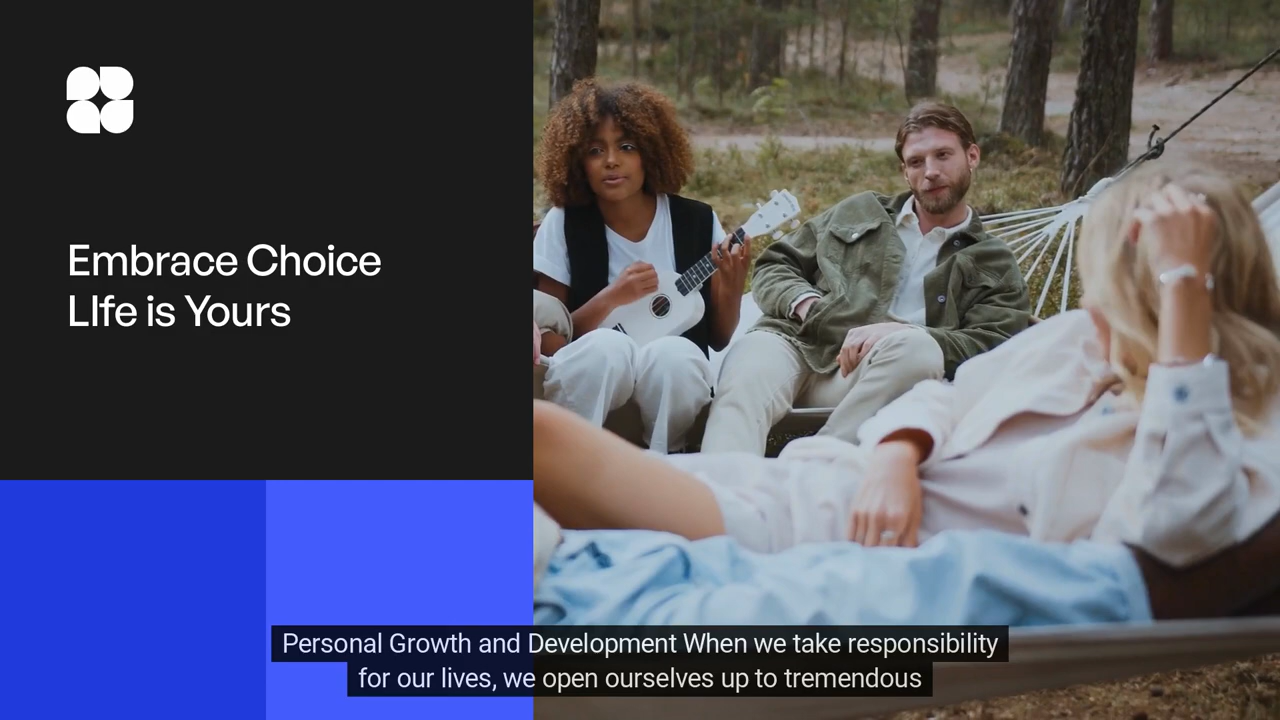 Embrace Choice
LIfe is Yours
Personal Growth and Development When we take responsibility
for our lives, we open ourselves up to tremendous